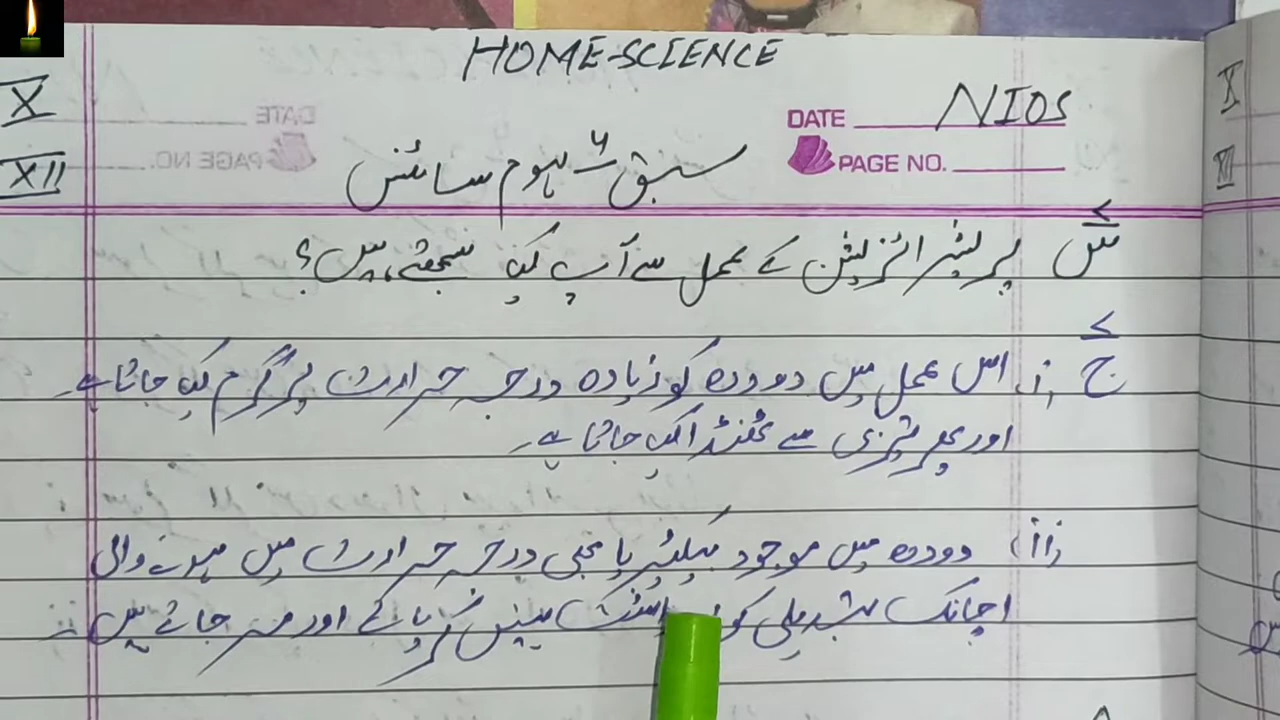 HOME-SCIENCE
NIOS
DATE
PAGE NO.
X
XII
سبق ۶ ہوم سائنس
س پریشرائزیشن کے عمل سے آپ کیا سمجھتے ہیں؟
ج i, اس عمل میں دودھ کو زیادہ درجہ حرارت پر گرم کیا جاتا ہے۔
اور پھر تیزی سے ٹھنڈا کیا جاتا ہے۔
ii) دودھ میں موجود بیکٹیریا بھی درجہ حرارت میں ہونے والی
اچانک تبدیلی کو نہیں کر پاتے اور مر جاتے ہیں